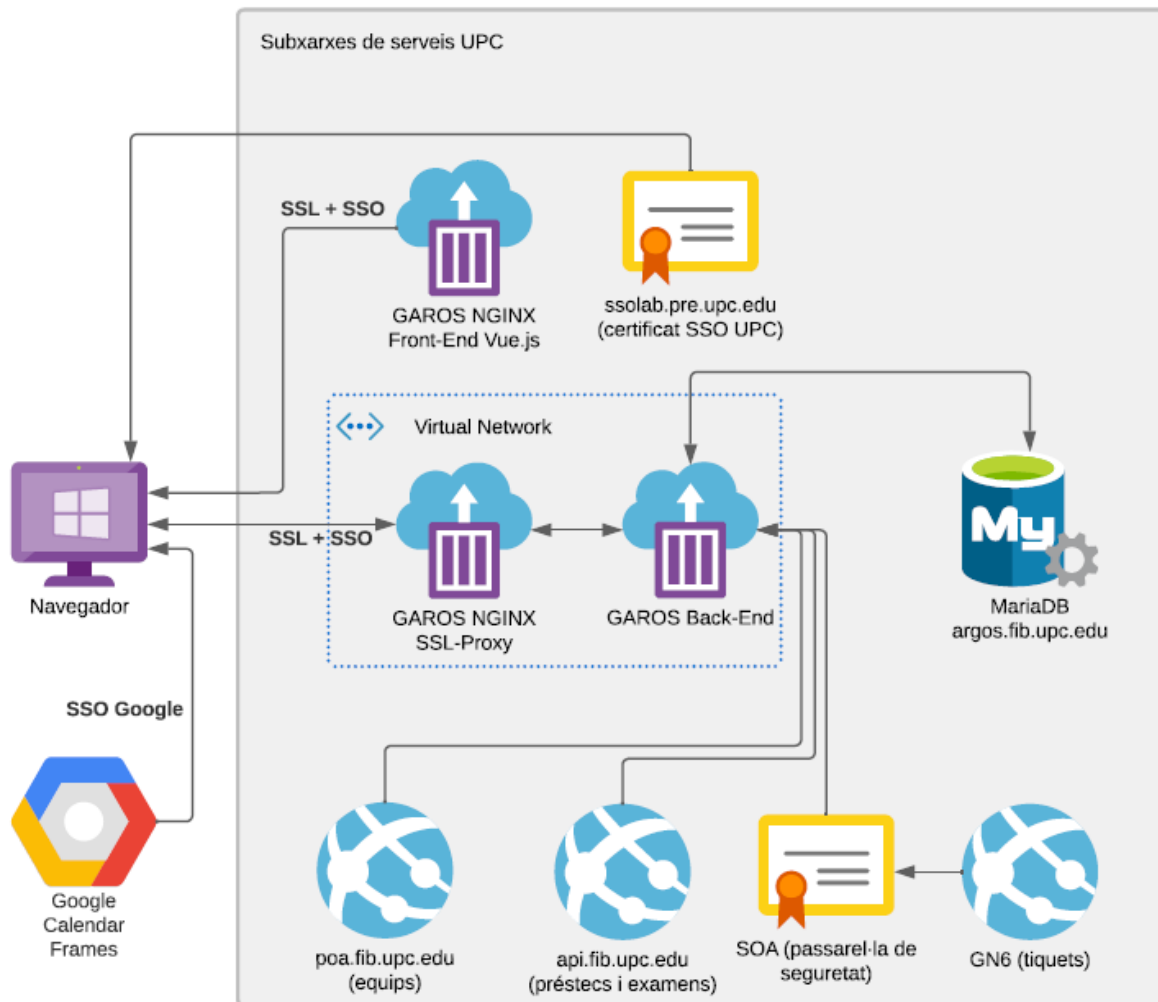 Subxarxes de serveis UPC
SSL + SSO
GAROS NGINX
Front-End Vue.js
ssolab.pre.upc.edu
(certificat SSO UPC)
Virtual Network
SSL + SSO
Navegador
GAROS NGINX
SSL-Proxy
GAROS Back-End
My
MariaDB
argos.fib.upc.edu
SSO Google
Google
Calendar
Frames
poa.fib.upc.edu
(equips)
api.fib.upc.edu
(préstecs i examens)
SOA (passarel·la de
seguretat)
GN6 (tiquets)